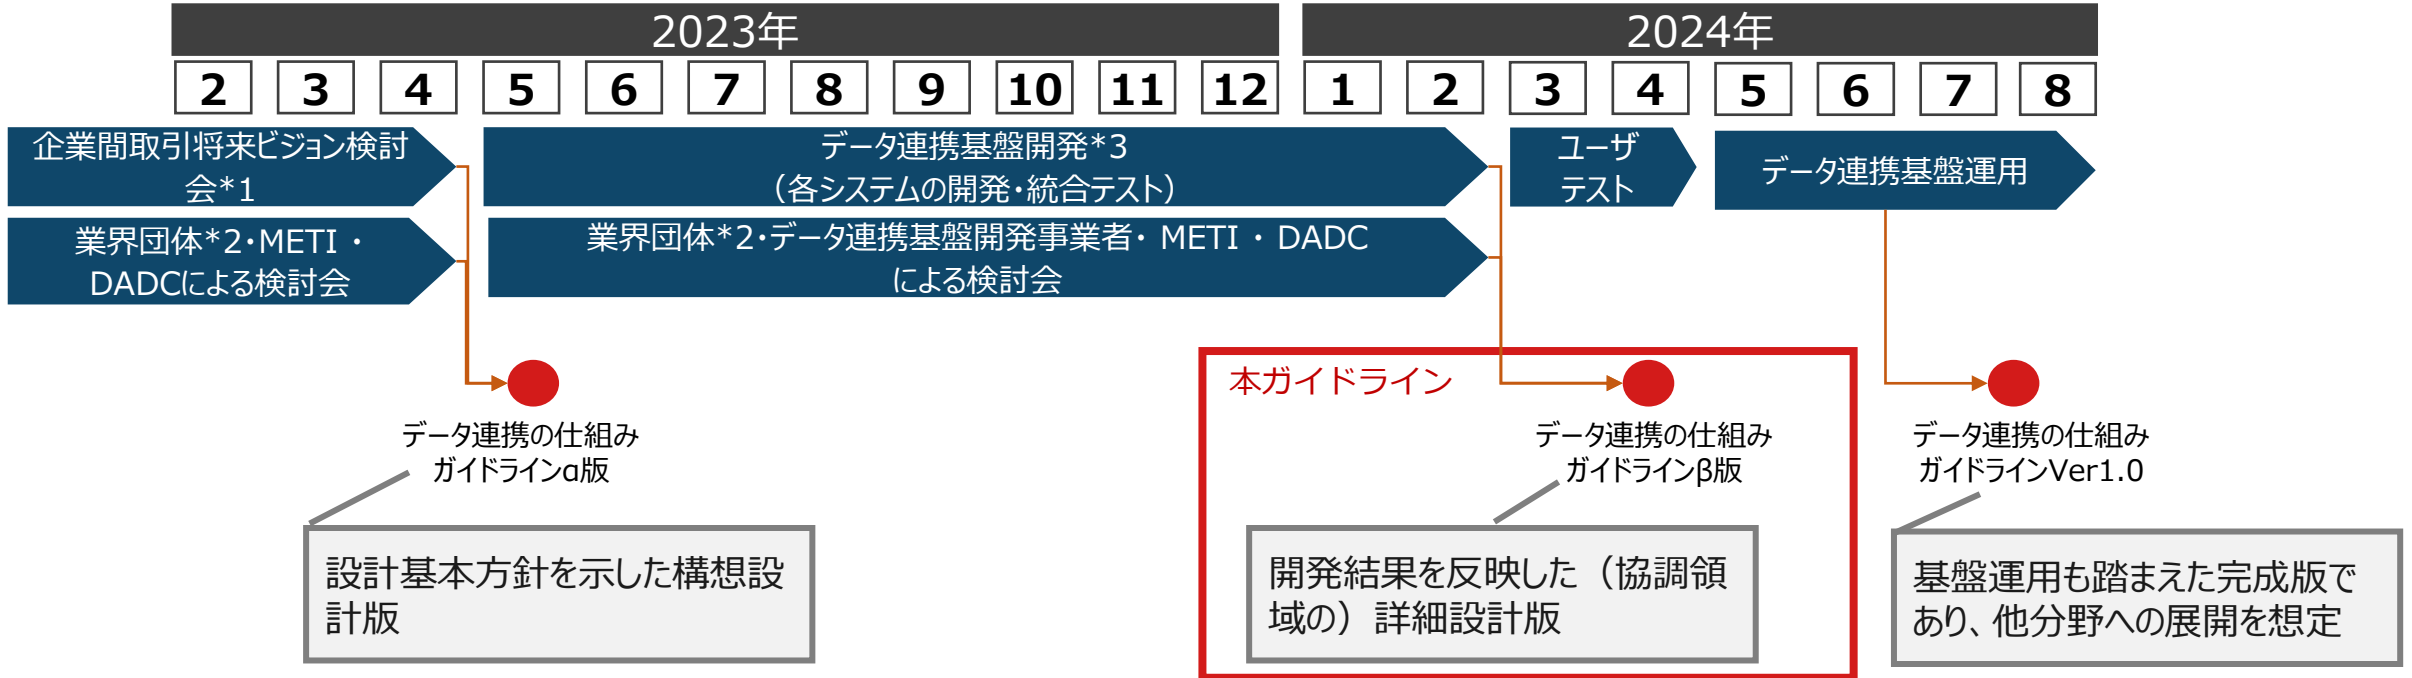 2023年
2024年
2 3 4 5 6 7 8 9 10 11 12 1 2 3 4 5 6 7 8
企業間取引将来ビジョン検討
会*1
データ連携基盤開発*3
（各システムの開発・統合テスト）
ユーザ
テスト
データ連携基盤運用
業界団体*2・METI・
DADCによる検討会
業界団体*2・データ連携基盤開発事業者・METI・DADC
による検討会
本ガイドライン
データ連携の仕組み
ガイドラインα版
データ連携の仕組み
ガイドラインβ版
データ連携の仕組み
ガイドラインVer1.0
設計基本方針を示した構想設
計版
開発結果を反映した（協調領
域の）詳細設計版
基盤運用も踏まえた完成版で
あり、他分野への展開を想定